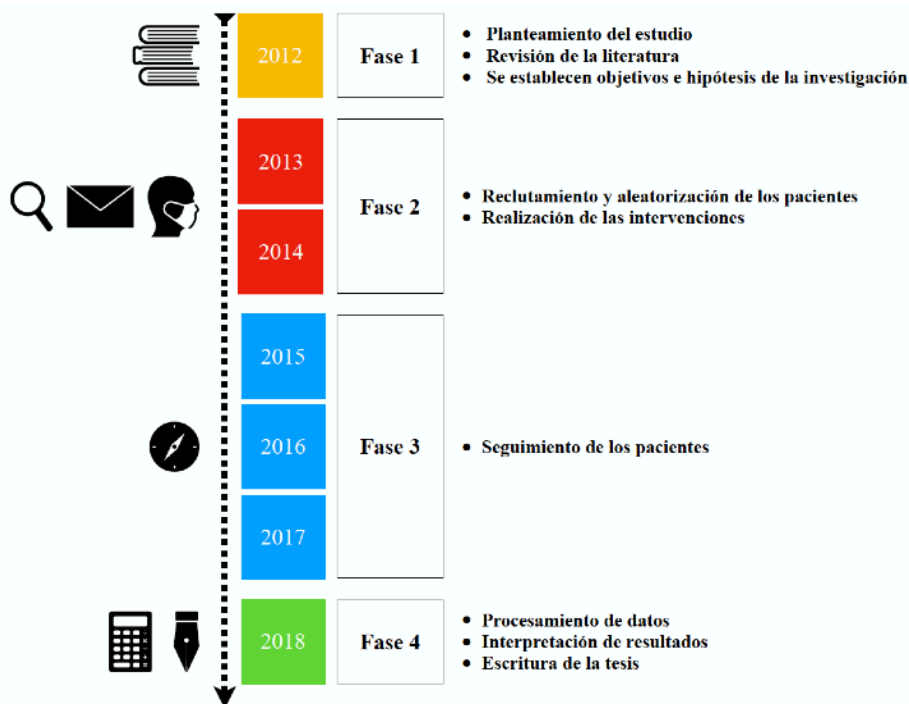 2012
Fase 1
• Planteamiento del estudio
• Revisión de la literatura
• Se establecen objetivos e hipótesis de la investigación
2013
2014
Fase 2
• Reclutamiento y aleatorización de los pacientes
• Realización de las intervenciones
2015
2016
2017
Fase 3
• Seguimiento de los pacientes
2018
Fase 4
• Procesamiento de datos
• Interpretación de resultados
• Escritura de la tesis